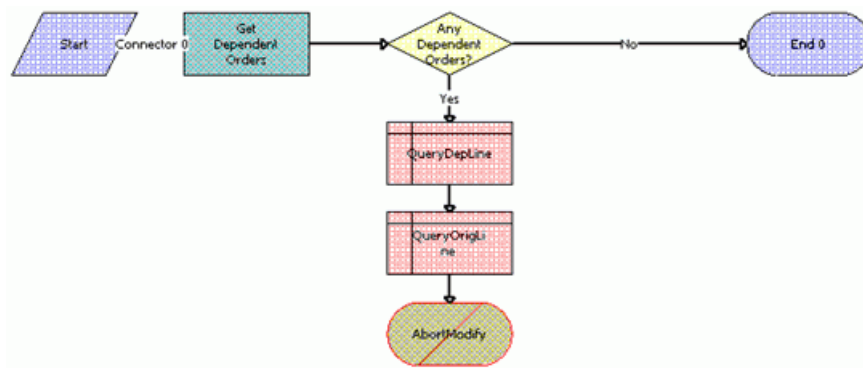 Start
Connector 0
Get
Dependent
Orders
Any
Dependent
Orders?
No
End 0
Yes
QueryDepLine
QueryOrigLi
ne
AbortModify